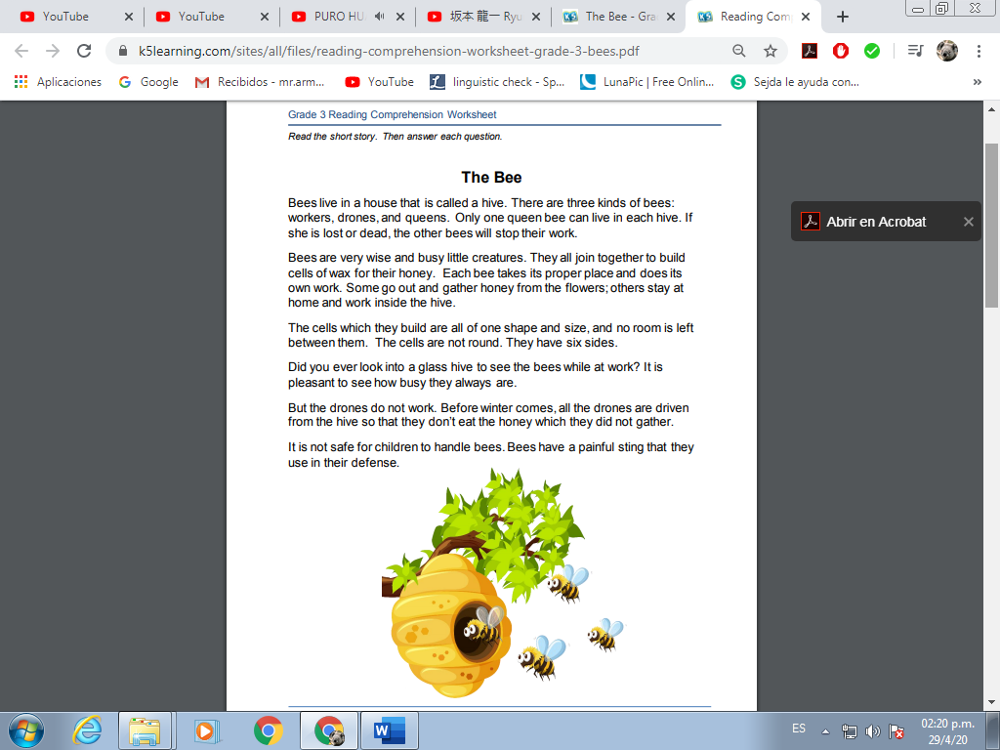 YouTube
YouTube
PURO HU
坂本 龍一 Ryu
The Bee - Gra
Reading Com
k5learning.com/sites/all/files/reading-comprehension-worksheet-grade-3-bees.pdf
Aplicaciones
Google
Recibidos - mr.arm...
YouTube
linguistic check - Sp...
LunaPic | Free Onlin...
Sejda le ayuda con...
»
Grade 3 Reading Comprehension Worksheet
Read the short story. Then answer each question.
The Bee
Bees live in a house that is called a hive. There are three kinds of bees:
workers, drones, and queens. Only one queen bee can live in each hive. If
she is lost or dead, the other bees will stop their work.
Bees are very wise and busy little creatures. They all join together to build
cells of wax for their honey. Each bee takes its proper place and does its
own work. Some go out and gather honey from the flowers; others stay at
home and work inside the hive.
The cells which they build are all of one shape and size, and no room is left
between them. The cells are not round. They have six sides.
Did you ever look into a glass hive to see the bees while at work? It is
pleasant to see how busy they always are.
But the drones do not work. Before winter comes, all the drones are driven
from the hive so that they don't eat the honey which they did not gather.
It is not safe for children to handle bees. Bees have a painful sting that they
use in their defense.
Abrir en Acrobat
ES
02:20 p.m.
29/4/20